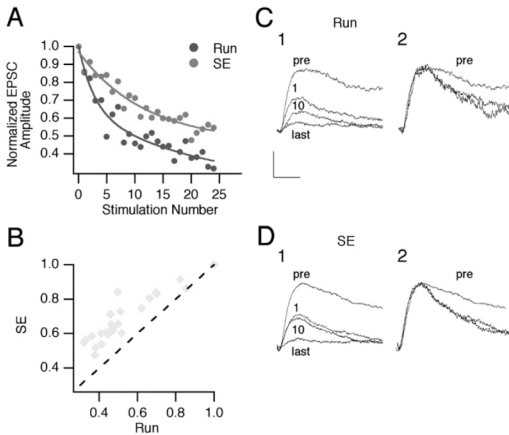 A
Normalized EPSC
Amplitude
1.0
0.9
0.8
0.7
0.6
0.5
0.4
Run
SE
0 5 10 15 20 25
Stimulation Number
B
SE
1.0
0.8
0.6
0.4
0.4 0.6 0.8 1.0
Run
C
Run
1
pre
1
10
last
2
pre
D
SE
1
pre
1
10
last
2
pre